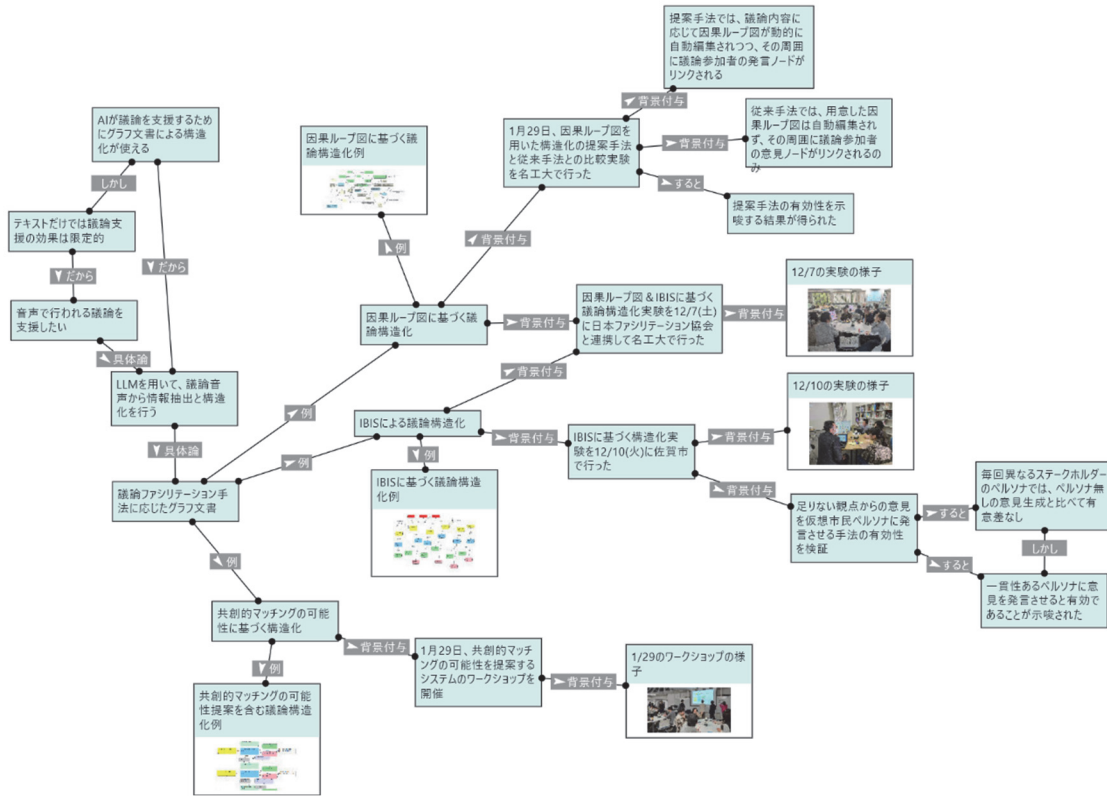 提案手法では、議論内容に
応じて因果ループ図が動的に
自動編集されつつ、その周囲
に議論参加者の発言ノードが
リンクされる
背景付与
AIが議論を支援するため
にグラフ文書による構造
化が使える
しかし
テキストだけでは議論支
援の効果は限定的
だから
だから
音声で行われる議論を
支援したい
具体論
LLMを用いて、議論音
声から情報抽出と構造
化を行う
具体論
議論ファシリテーション手
法に応じたグラフ文書
因果ループ図に基づく議
論構造化例
例
1月29日、因果ループ図を
用いた構造化の提案手法
と従来手法との比較実験
を名工大で行った
背景付与
従来手法では、用意した因
果ループ図は自動編集され
ず、その周囲に議論参加者
の意見ノードがリンクされるの
み
すると
提案手法の有効性を示
唆する結果が得られた
背景付与
因果ループ図に基づく議
論構造化
背景付与
因果ループ図＆IBISに基づく
議論構造化実験を12/7(土)
に日本ファシリテーション協会
と連携して名工大で行った
背景付与
12/7の実験の様子
例
例
IBISによる議論構造化
背景付与
背景付与
例
IBISに基づく議論構造
化例
IBISに基づく構造化実
験を12/10(火)に佐賀市
で行った
背景付与
12/10の実験の様子
背景付与
足りない観点からの意見
を仮想市民ペルソナに発
言させる手法の有効性
を検証
すると
毎回異なるステークホルダー
のペルソナでは、ペルソナ無
しの意見生成と比べて有
意差なし
しかし
すると
一貫性あるペルソナに意
見を発言させると有効で
あることが示唆された
例
共創的マッチングの可能
性に基づく構造化
例
共創的マッチングの可能
性提案を含む議論構造
化例
背景付与
1月29日、共創的マッチ
ングの可能性を提案する
システムのワークショップを
開催
背景付与
1/29のワークショップの様
子